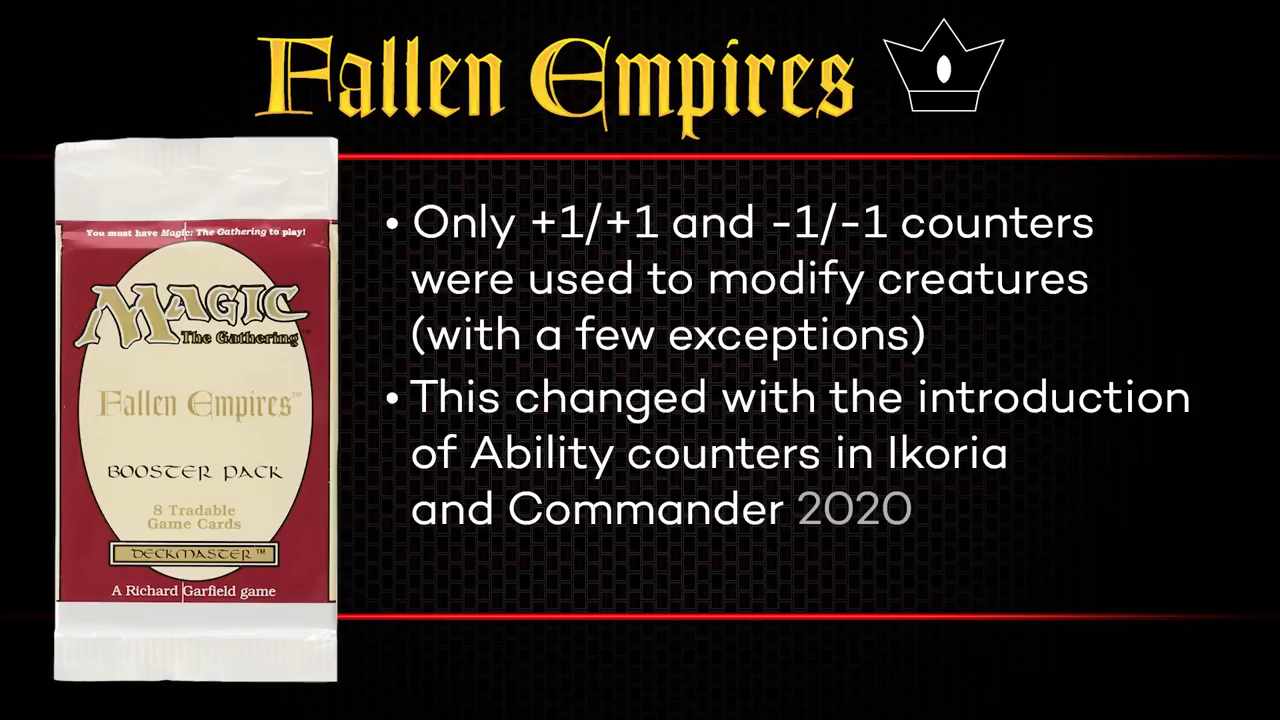 Fallen Empires
You must have Magic: The Gathering to play!
MAGIC
The Gathering™
Fallen Empires™
BOOSTER PACK
8 Tradable
Game Cards
DECKMASTER™
A Richard Garfield game
• Only +1/+1 and -1/-1 counters
were used to modify creatures
(with a few exceptions)
• This changed with the introduction
of Ability counters in Ikoria
and Commander 2020